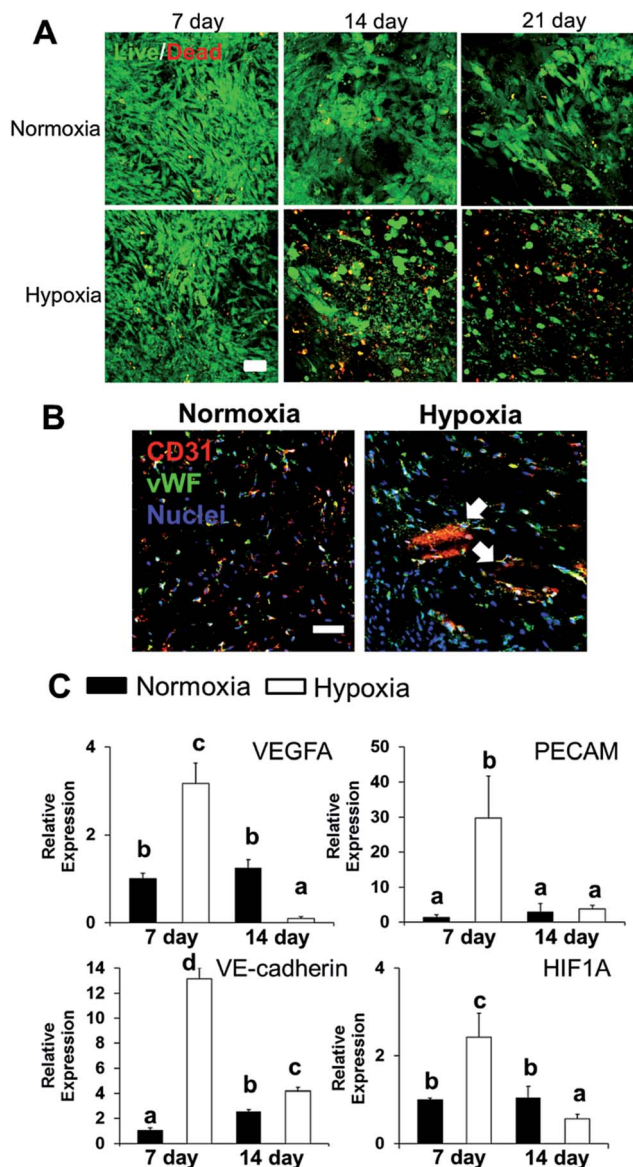 A
7 day 14 day 21 day
Live/Dead
Normoxia
Hypoxia
B
Normoxia Hypoxia
CD31
vWF
Nuclei
C Normoxia Hypoxia
VEGFA
Relative Expression
4
2
0
b
c
b
a
7 day 14 day
PECAM
Relative Expression
50
40
30
20
10
0
a
b
a
a
7 day 14 day
VE-cadherin
Relative Expression
14
12
10
8
6
4
2
0
a
d
b
c
7 day 14 day
HIF1A
Relative Expression
4
2
0
b
c
b
a
7 day 14 day